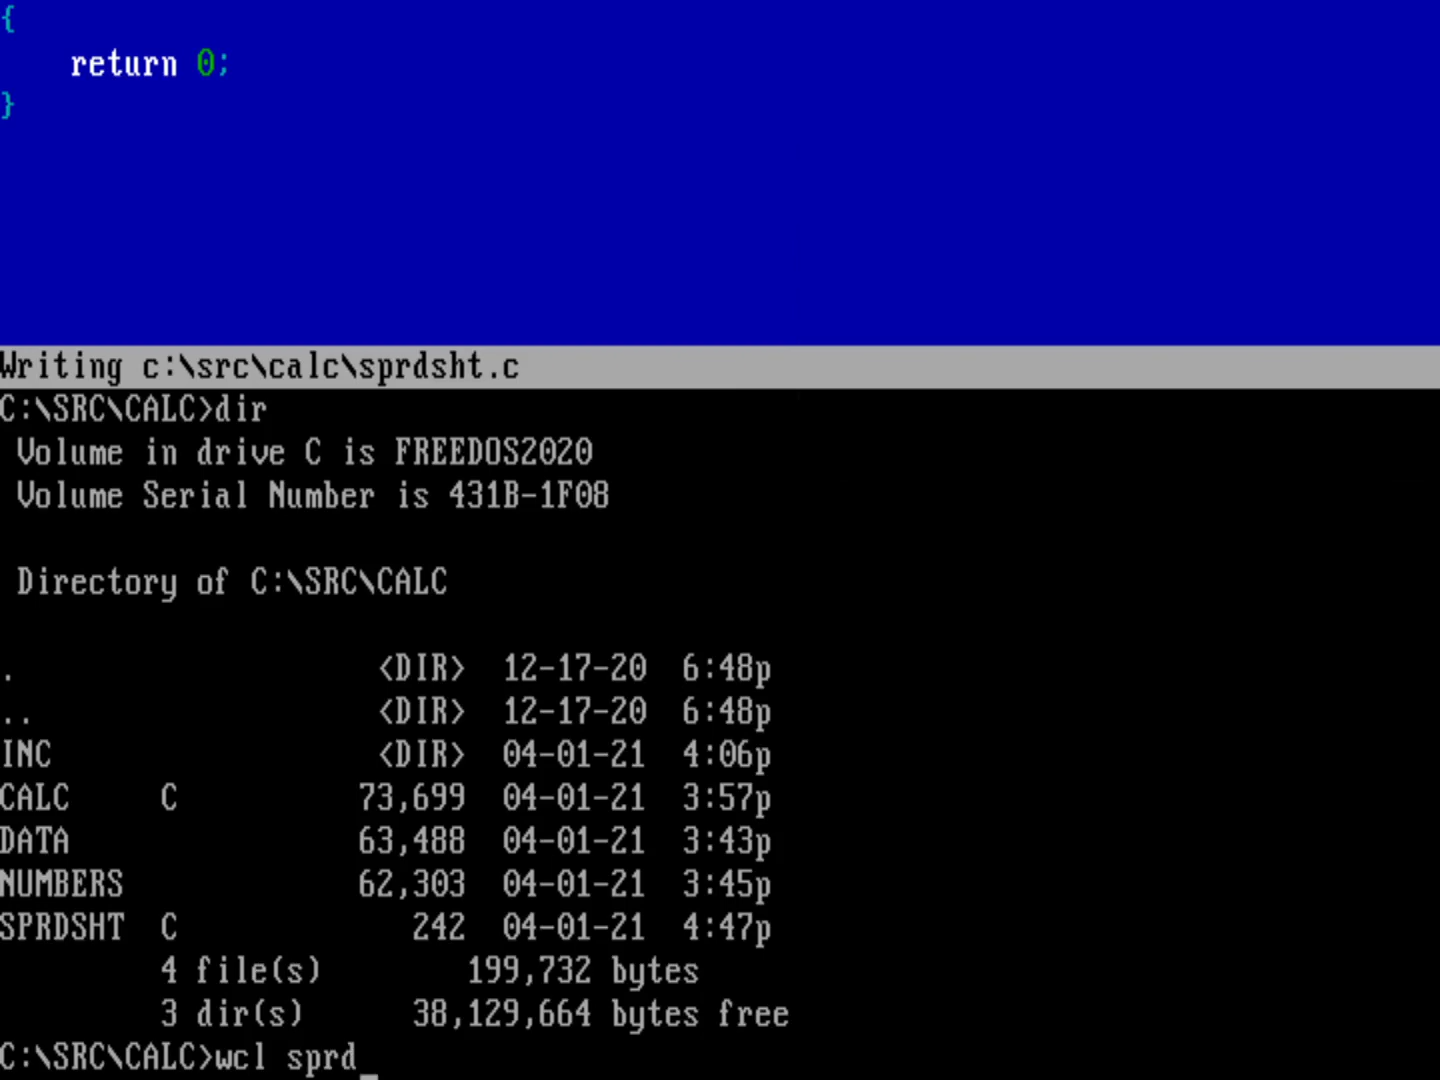 {
    return 0;
}
Writing c:\src\calc\sprdsht.c
C:\SRC\CALC>dir
 Volume in drive C is FREEDOS2020
 Volume Serial Number is 431B-1F08
 Directory of C:\SRC\CALC
.                    <DIR>  12-17-20  6:48p
..                   <DIR>  12-17-20  6:48p
INC                  <DIR>  04-01-21  4:06p
CALC     C          73,699  04-01-21  3:57p
DATA                63,488  04-01-21  3:43p
NUMBERS             62,303  04-01-21  3:45p
SPRDSHT  C             242  04-01-21  4:47p
         4 file(s)        199,732 bytes
         3 dir(s)      38,129,664 bytes free
C:\SRC\CALC>wcl sprd_